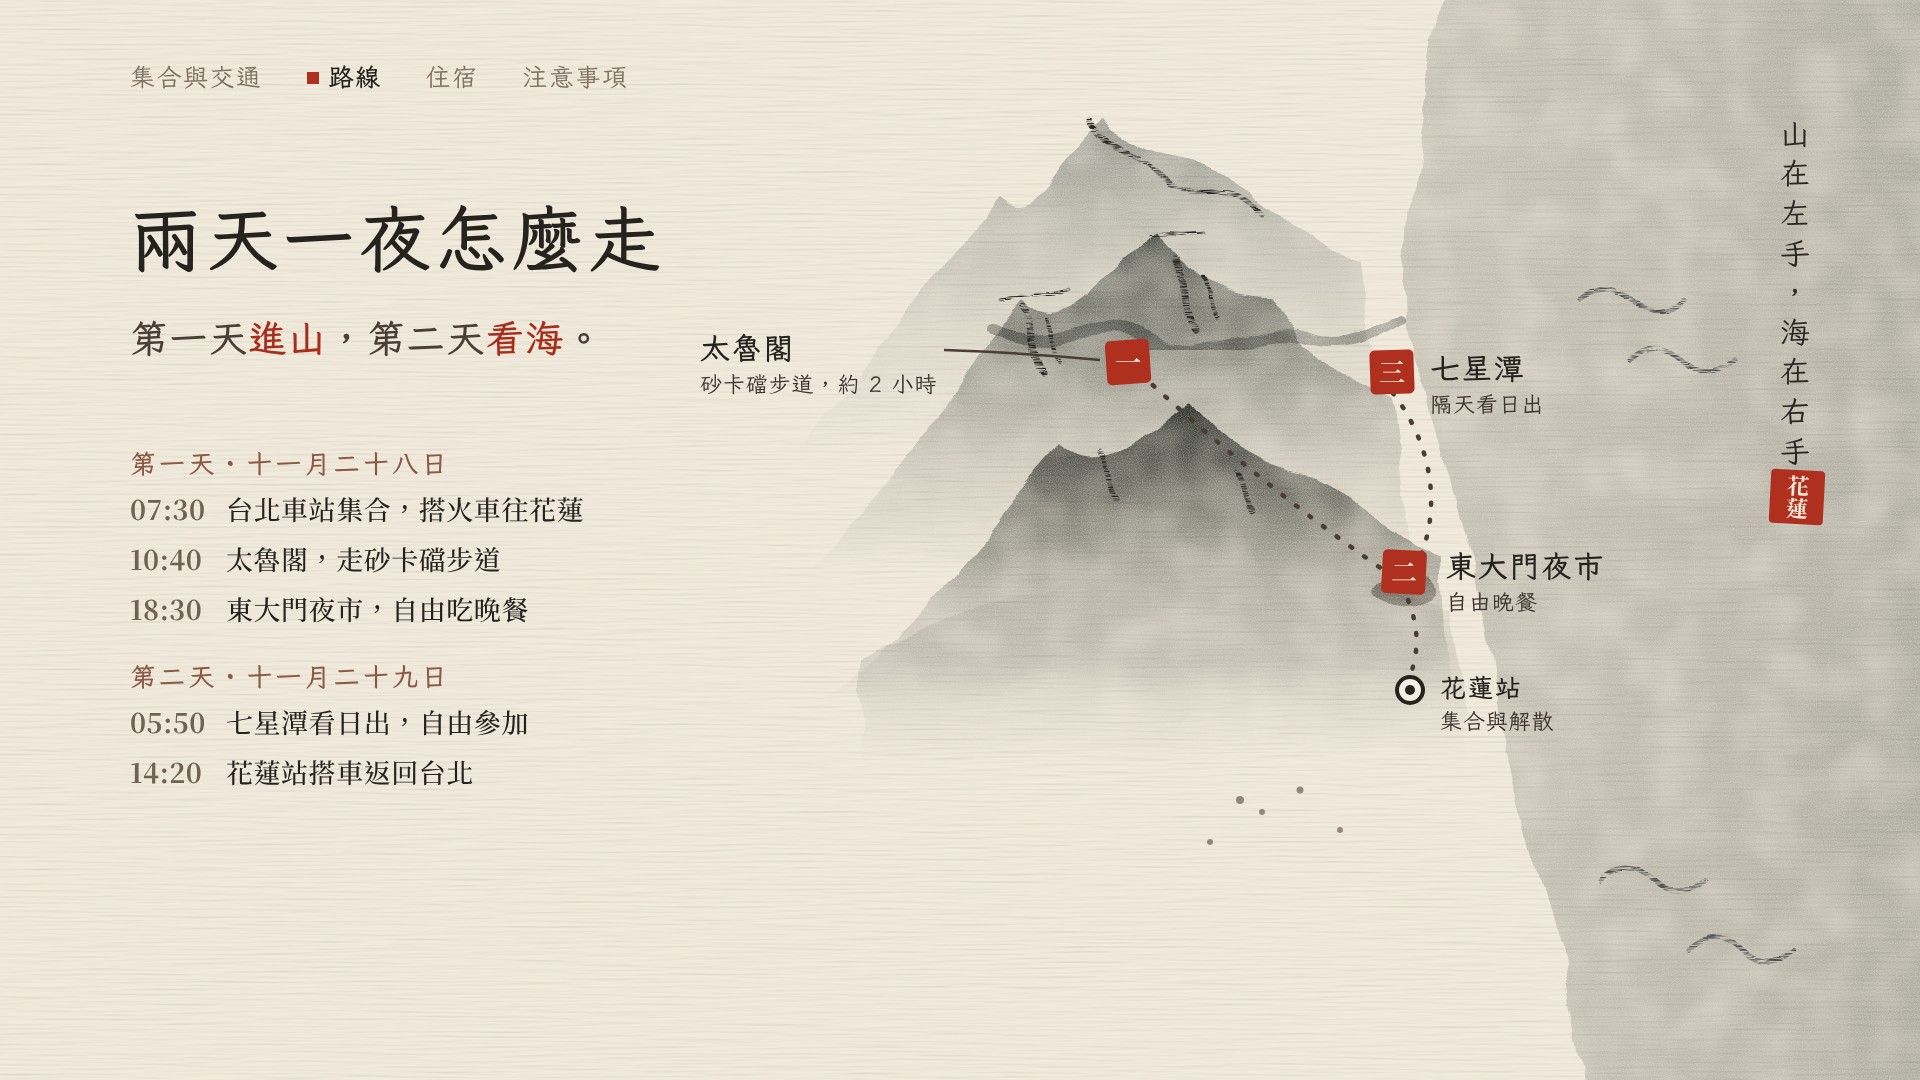 集合與交通 路線 住宿 注意事項
兩天一夜怎麼走
第一天進山，第二天看海。
第一天・十一月二十八日
07:30 台北車站集合，搭火車往花蓮
10:40 太魯閣，走砂卡礑步道
18:30 東大門夜市，自由吃晚餐
第二天・十一月二十九日
05:50 七星潭看日出，自由參加
14:20 花蓮站搭車返回台北
太魯閣
砂卡礑步道，約 2 小時
一
三
七星潭
隔天看日出
二
東大門夜市
自由晚餐
花蓮站
集合與解散
山在左手，海在右手
花蓮